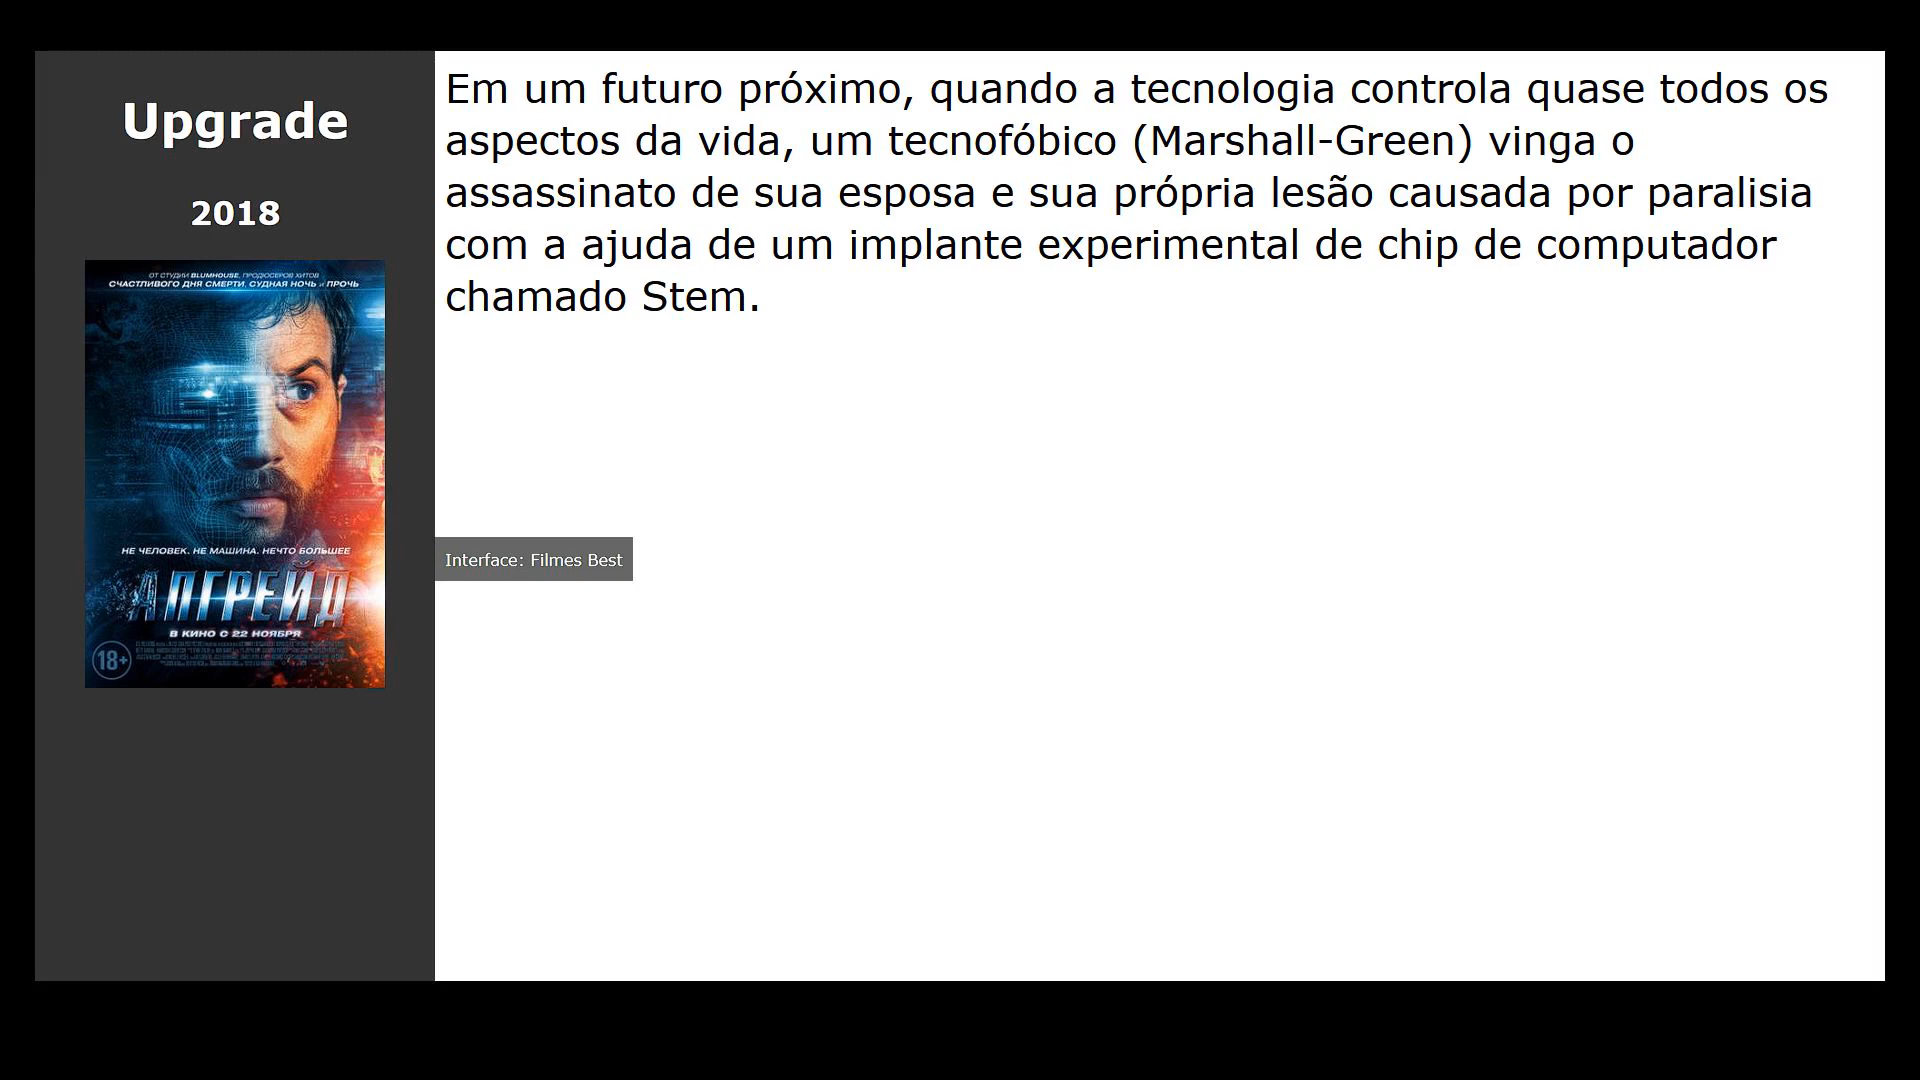 Upgrade
2018
ОТ СТУДИИ BLUMHOUSE, ПРОДЮСЕРОВ ХИТОВ
СЧАСТЛИВОГО ДНЯ СМЕРТИ, СУДНАЯ НОЧЬ и ПРОЧЬ
НЕ ЧЕЛОВЕК. НЕ МАШИНА. НЕЧТО БОЛЬШЕЕ
АПГРЕЙД
В КИНО С 22 НОЯБРЯ
18+
Em um futuro próximo, quando a tecnologia controla quase todos os
aspectos da vida, um tecnofóbico (Marshall-Green) vinga o
assassinato de sua esposa e sua própria lesão causada por paralisia
com a ajuda de um implante experimental de chip de computador
chamado Stem.
Interface: Filmes Best